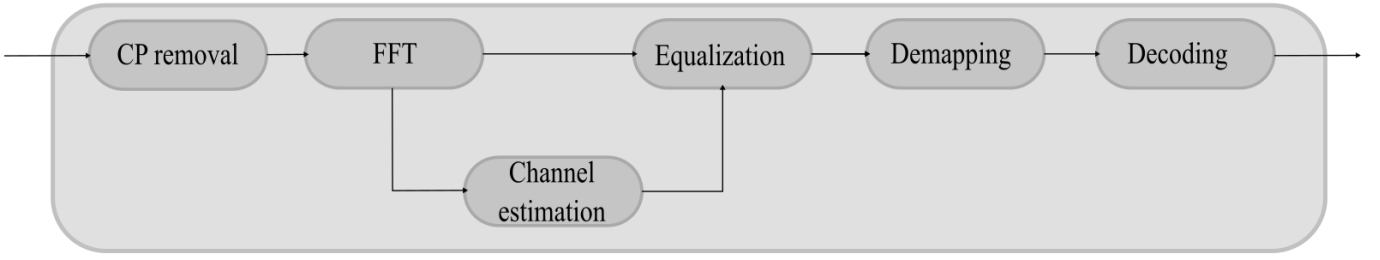 CP removal
FFT
Equalization
Demapping
Decoding
Channel
estimation